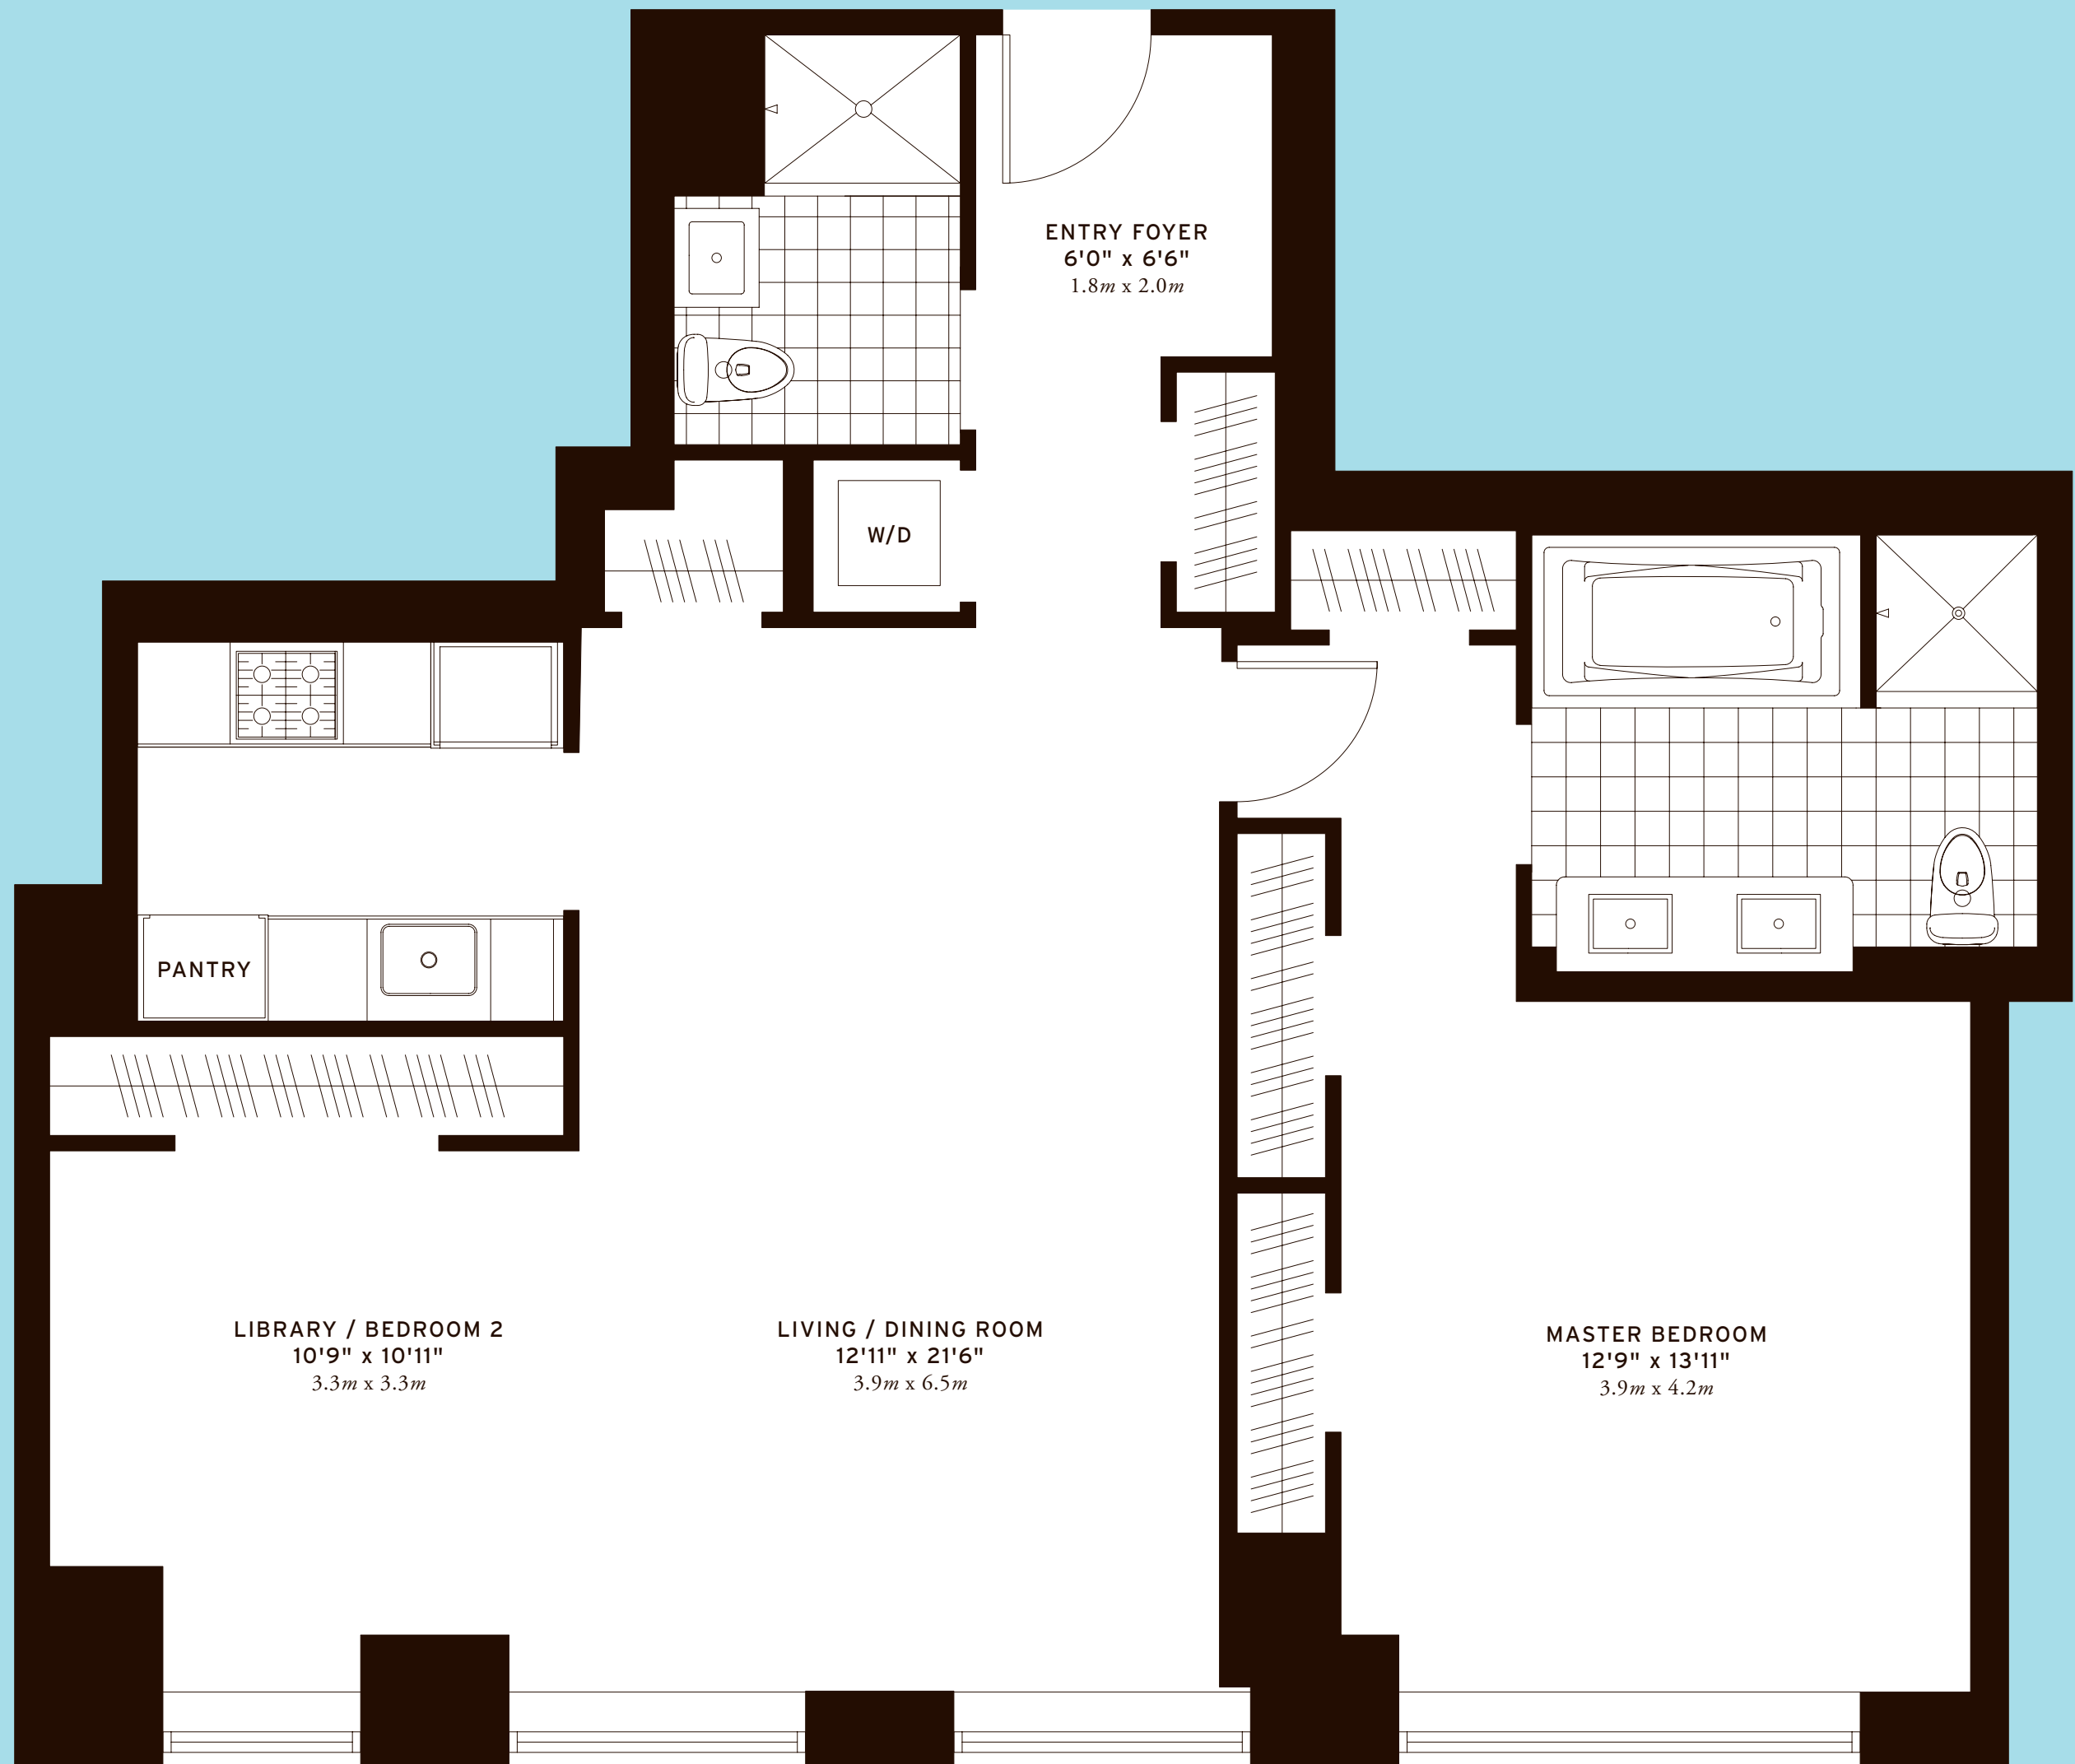 ENTRY FOYER
6'0" x 6'6"
1.8m x 2.0m
W/D
PANTRY
LIBRARY / BEDROOM 2
10'9" x 10'11"
3.3m x 3.3m
LIVING / DINING ROOM
12'11" x 21'6"
3.9m x 6.5m
MASTER BEDROOM
12'9" x 13'11"
3.9m x 4.2m